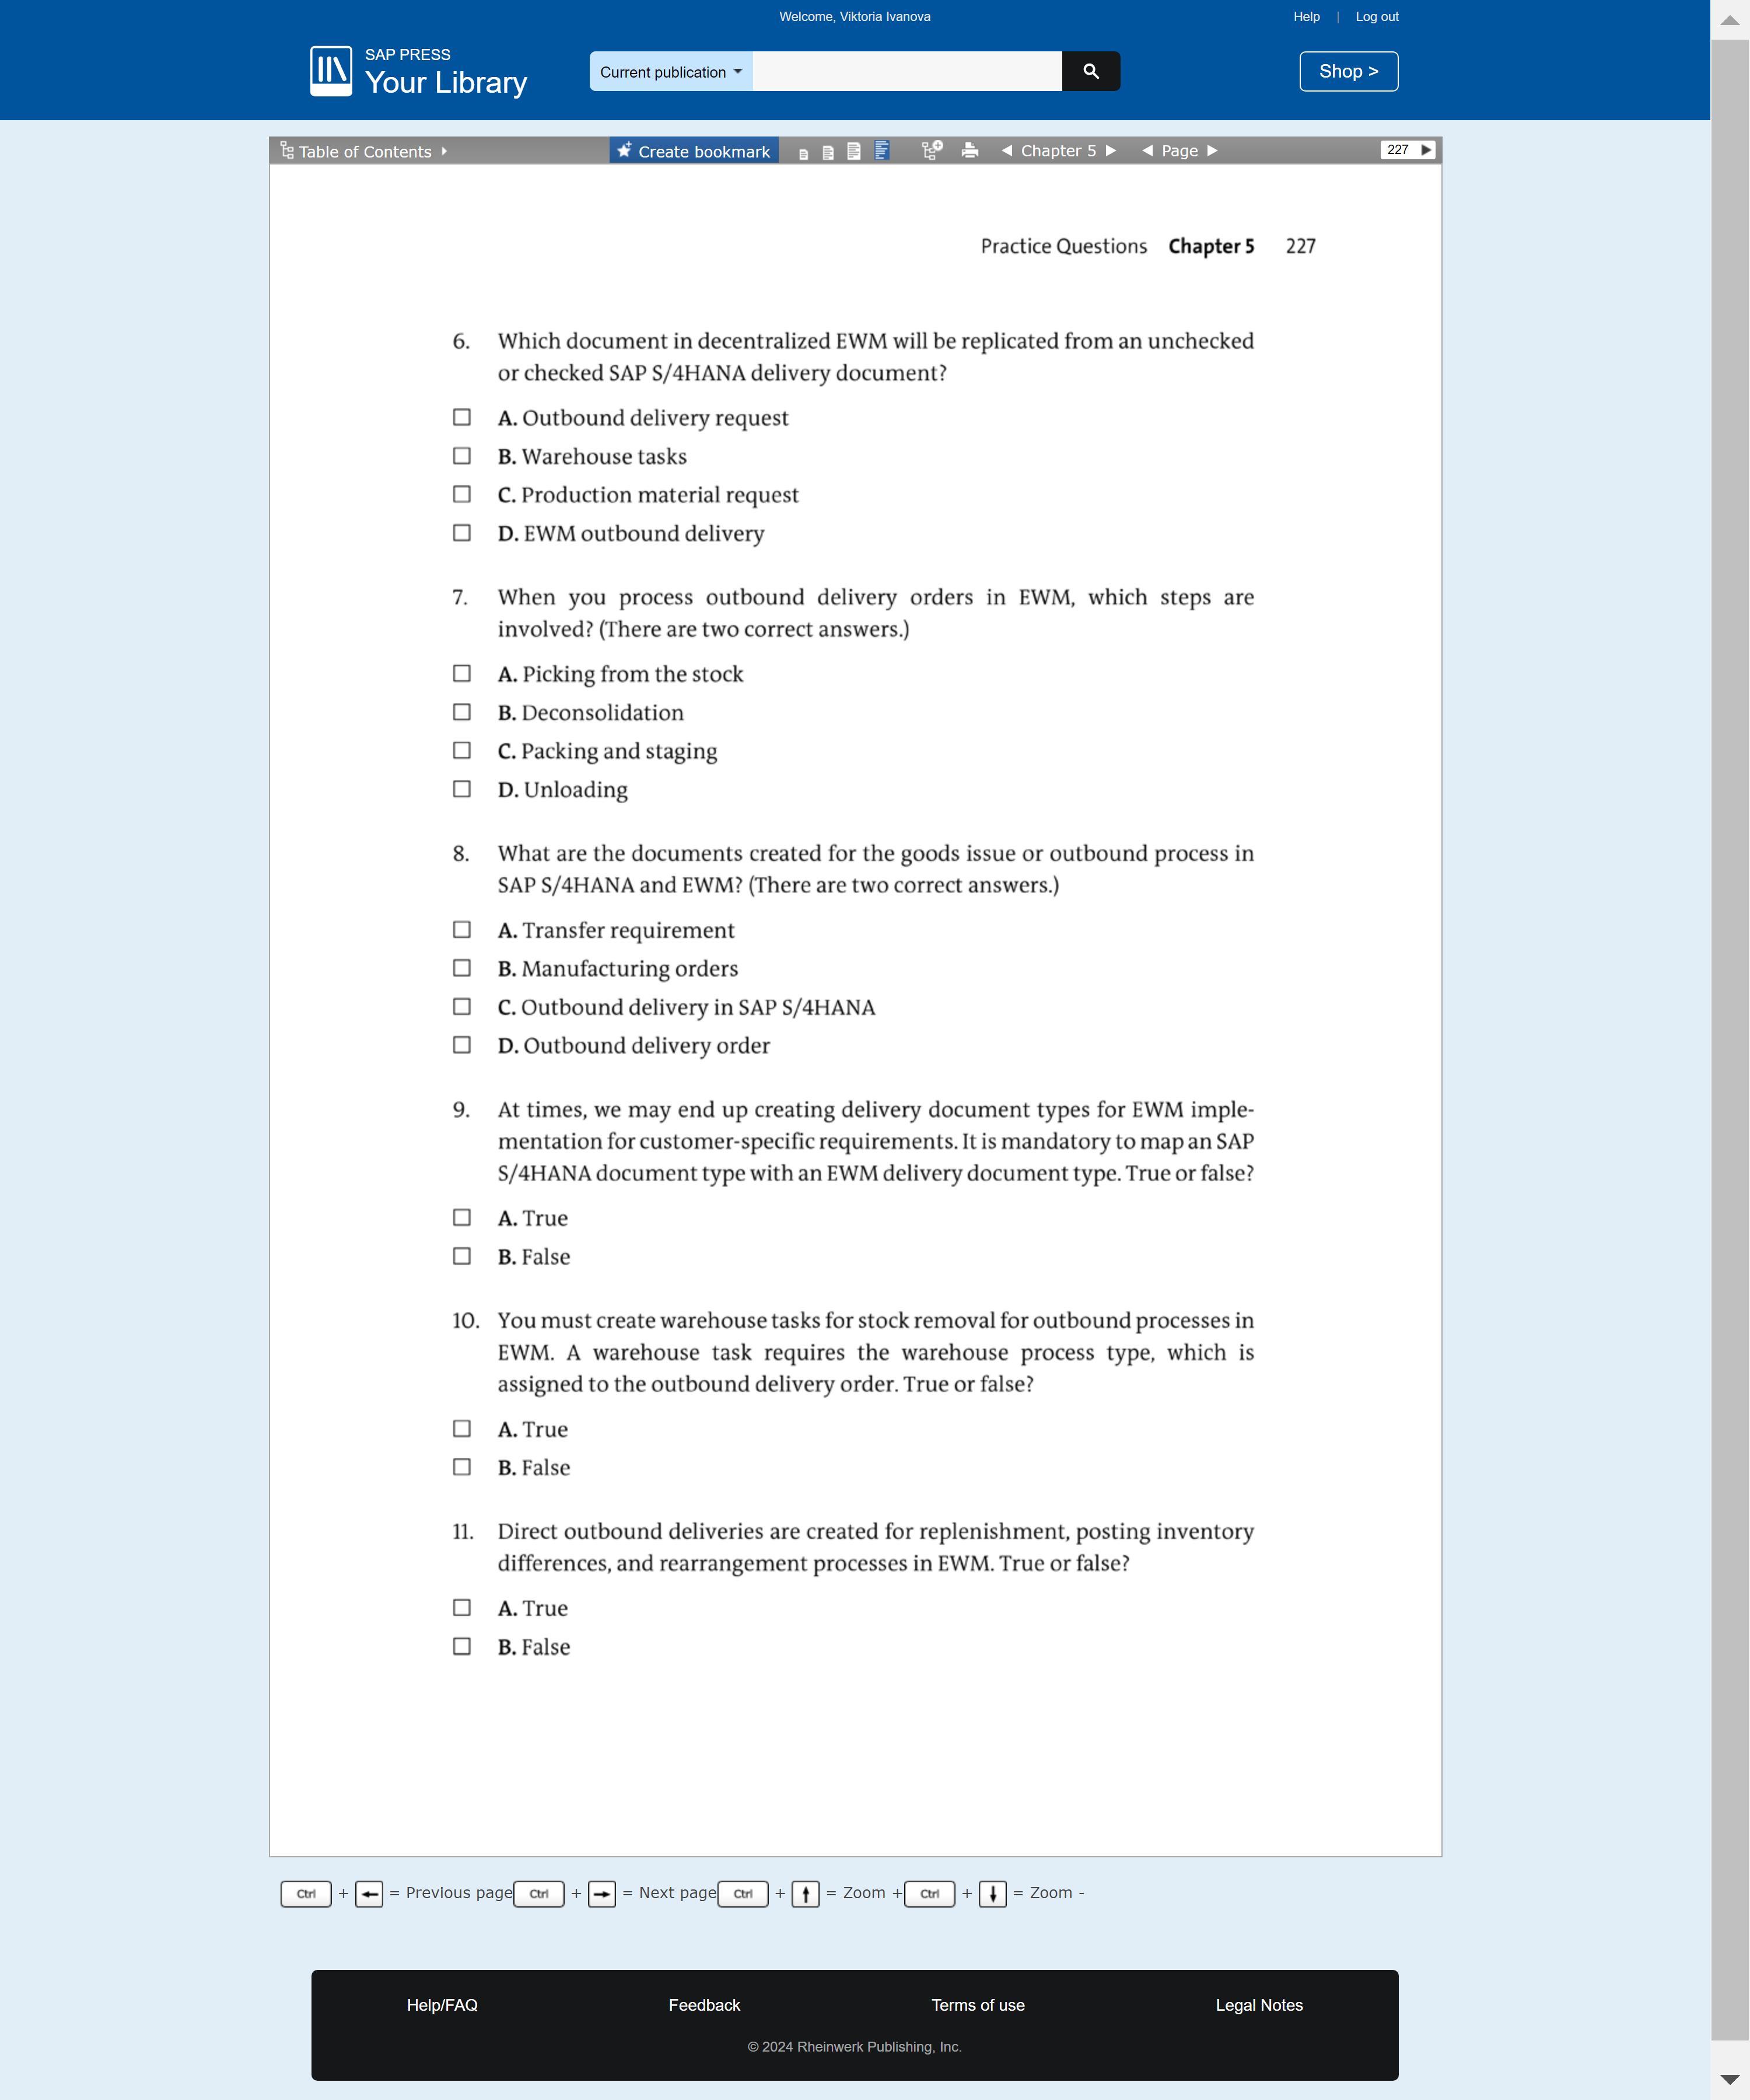 Welcome, Viktoria Ivanova
Help | Log out
SAP PRESS
Your Library
Current publication
Shop >
Table of Contents
Create bookmark
Chapter 5
Page
227
Practice Questions Chapter 5 227
6. Which document in decentralized EWM will be replicated from an unchecked
or checked SAP S/4HANA delivery document?
A. Outbound delivery request
B. Warehouse tasks
C. Production material request
D. EWM outbound delivery
7. When you process outbound delivery orders in EWM, which steps are
involved? (There are two correct answers.)
A. Picking from the stock
B. Deconsolidation
C. Packing and staging
D. Unloading
8. What are the documents created for the goods issue or outbound process in
SAP S/4HANA and EWM? (There are two correct answers.)
A. Transfer requirement
B. Manufacturing orders
C. Outbound delivery in SAP S/4HANA
D. Outbound delivery order
9. At times, we may end up creating delivery document types for EWM imple-
mentation for customer-specific requirements. It is mandatory to map an SAP
S/4HANA document type with an EWM delivery document type. True or false?
A. True
B. False
10. You must create warehouse tasks for stock removal for outbound processes in
EWM. A warehouse task requires the warehouse process type, which is
assigned to the outbound delivery order. True or false?
A. True
B. False
11. Direct outbound deliveries are created for replenishment, posting inventory
differences, and rearrangement processes in EWM. True or false?
A. True
B. False
Ctrl + ← = Previous page Ctrl + → = Next page Ctrl + ↑ = Zoom + Ctrl + ↓ = Zoom -
Help/FAQ Feedback Terms of use Legal Notes
© 2024 Rheinwerk Publishing, Inc.